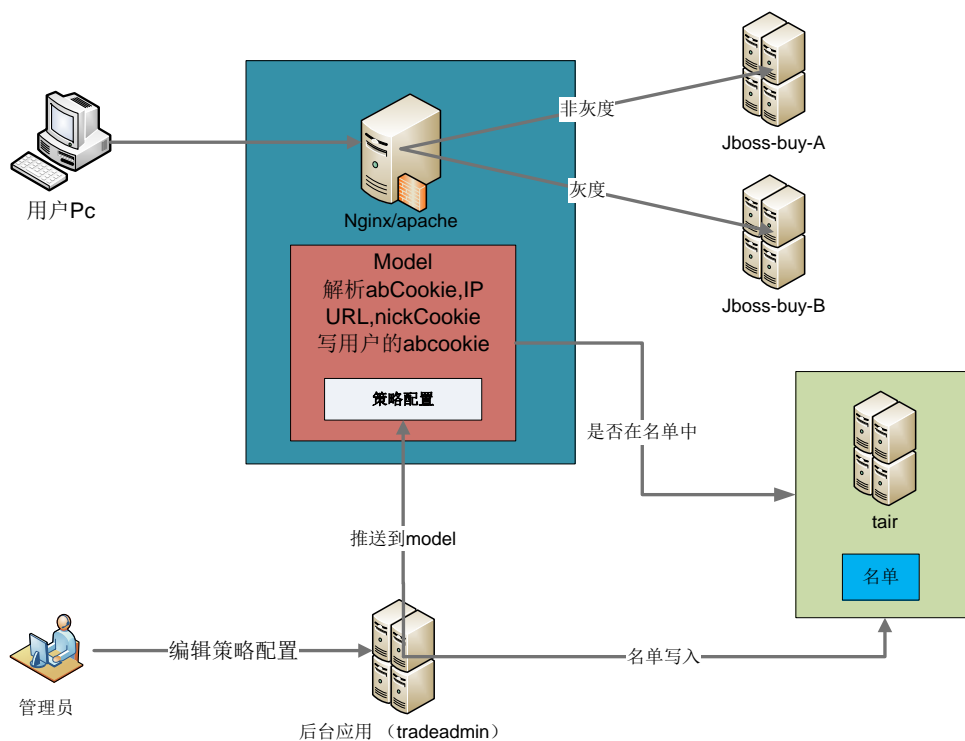 非灰度
Jboss-buy-A
用户Pc
Nginx/apache
灰度
Jboss-buy-B
Model
解析abCookie,IP
URL,nickCookie
写用户的abcookie
策略配置
是否在名单中
tair
名单
推送到model
编辑策略配置
名单写入
管理员
后台应用 （tradeadmin）